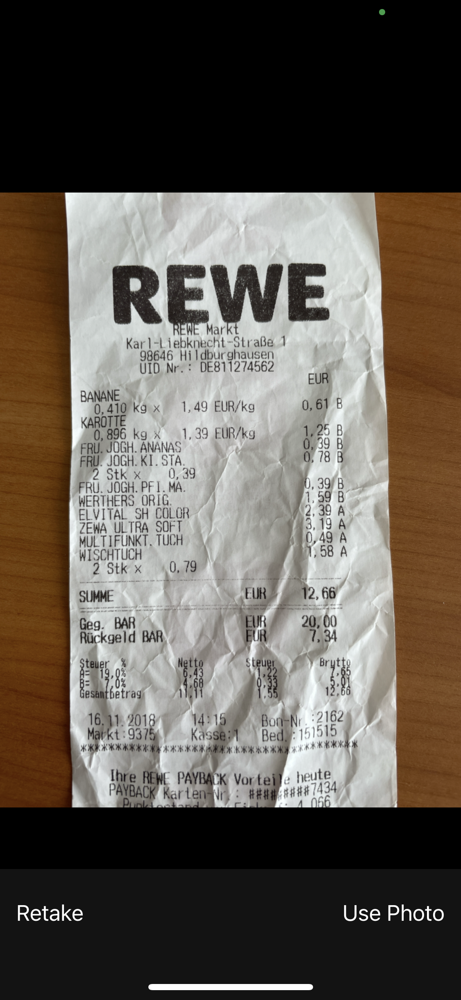 REWE
REWE Markt
Karl-Liebknecht-Straße 1
98646 Hildburghausen
UID Nr.: DE811274562
EUR
BANANE
0,410 kg x 1,49 EUR/kg 0,61 B
KAROTTE
0,896 kg x 1,39 EUR/kg 1,25 B
FRU.JOGH.ANANAS 0,39 B
FRU.JOGH.KI.STA. 0,78 B
2 Stk x 0,39
FRU.JOGH.PFI.MA. 0,39 B
WERTHERS ORIG. 1,59 B
ELVITAL SH COLOR 2,39 A
ZEWA ULTRA SOFT 3,19 A
MULTIFUNKT.TUCH 0,49 A
WISCHTUCH 1,58 A
2 Stk x 0,79
SUMME EUR 12,66
Geg. BAR EUR 20,00
Rückgeld BAR EUR 7,34
Steuer % Netto Steuer Brutto
A= 19,0% 6,43 1,22 7,65
B= 7,0% 4,68 0,33 5,01
Gesamtbetrag 11,11 1,55 12,66
16.11.2018 14:15 Bon-Nr.:2162
Markt:9375 Kasse:1 Bed.:151515
******************************************
Ihre REWE PAYBACK Vorteile heute
PAYBACK Karten-Nr.: #########7434
4.066
Retake
Use Photo